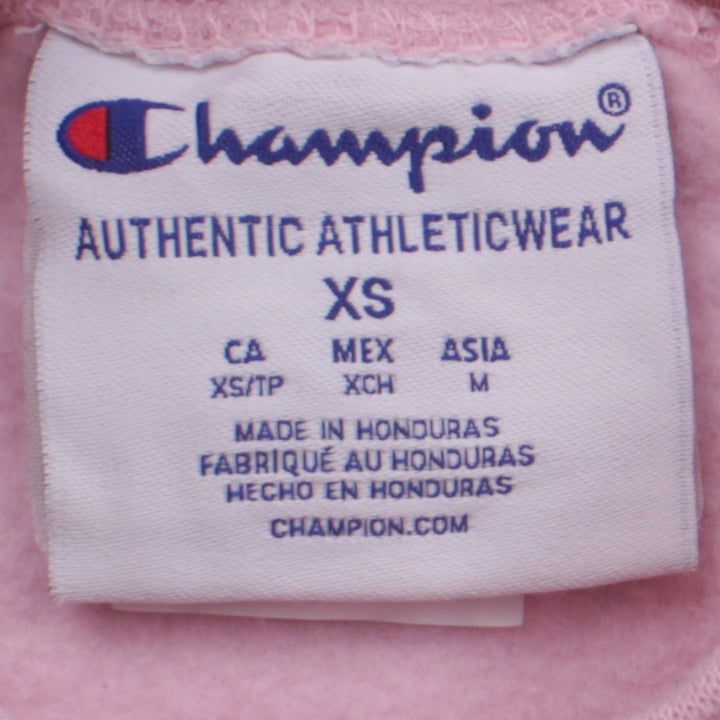 Champion®
AUTHENTIC ATHLETICWEAR
XS
CA MEX ASIA
XS/TP XCH M
MADE IN HONDURAS
FABRIQUÉ AU HONDURAS
HECHO EN HONDURAS
CHAMPION.COM